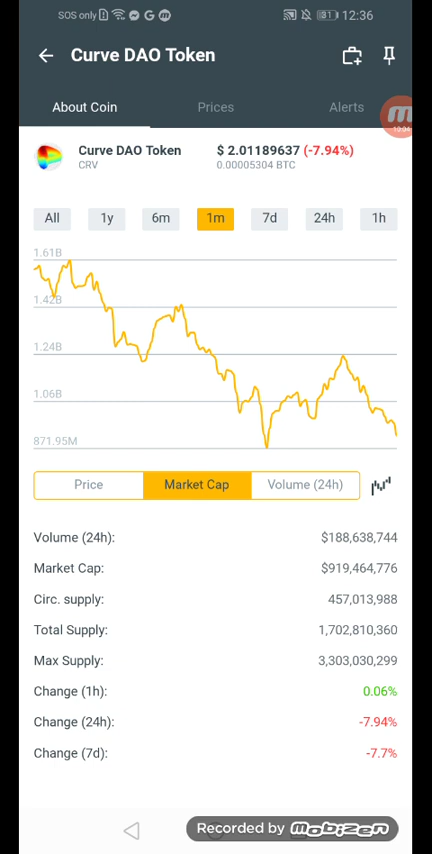 SOS only 31 12:36
Curve DAO Token
About Coin Prices Alerts
10:04
Curve DAO Token $ 2.01189637 (-7.94%)
CRV 0.00005304 BTC
All 1y 6m 1m 7d 24h 1h
1.61B
1.42B
1.24B
1.06B
871.95M
Price Market Cap Volume (24h)
Volume (24h): $188,638,744
Market Cap: $919,464,776
Circ. supply: 457,013,988
Total Supply: 1,702,810,360
Max Supply: 3,303,030,299
Change (1h): 0.06%
Change (24h): -7.94%
Change (7d): -7.7%
Recorded by mobizen